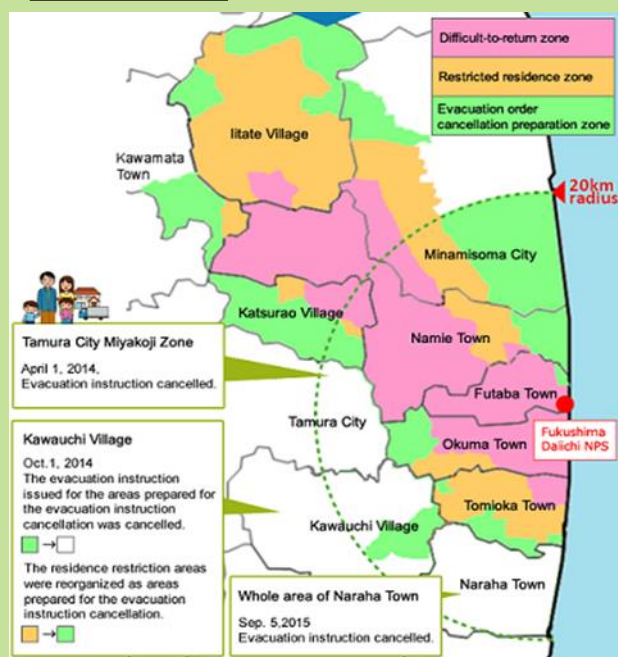 Difficult-to-return zone
Restricted residence zone
Evacuation order
cancellation preparation zone
Iitate Village
Kawamata
Town
20km
radius
Minamisoma City
Katsurao Village
Namie Town
Tamura City Miyakoji Zone
April 1, 2014,
Evacuation instruction cancelled.
Futaba Town
Tamura City
Okuma Town
Fukushima
Daiichi NPS
Kawauchi Village
Oct.1, 2014
The evacuation instruction
issued for the areas prepared for
the evacuation instruction
cancellation was cancelled.
→
The residence restriction areas
were reorganized as areas
prepared for the evacuation
instruction cancellation.
→
Tomioka Town
Kawauchi Village
Naraha Town
Whole area of Naraha Town
Sep. 5,2015
Evacuation instruction cancelled.